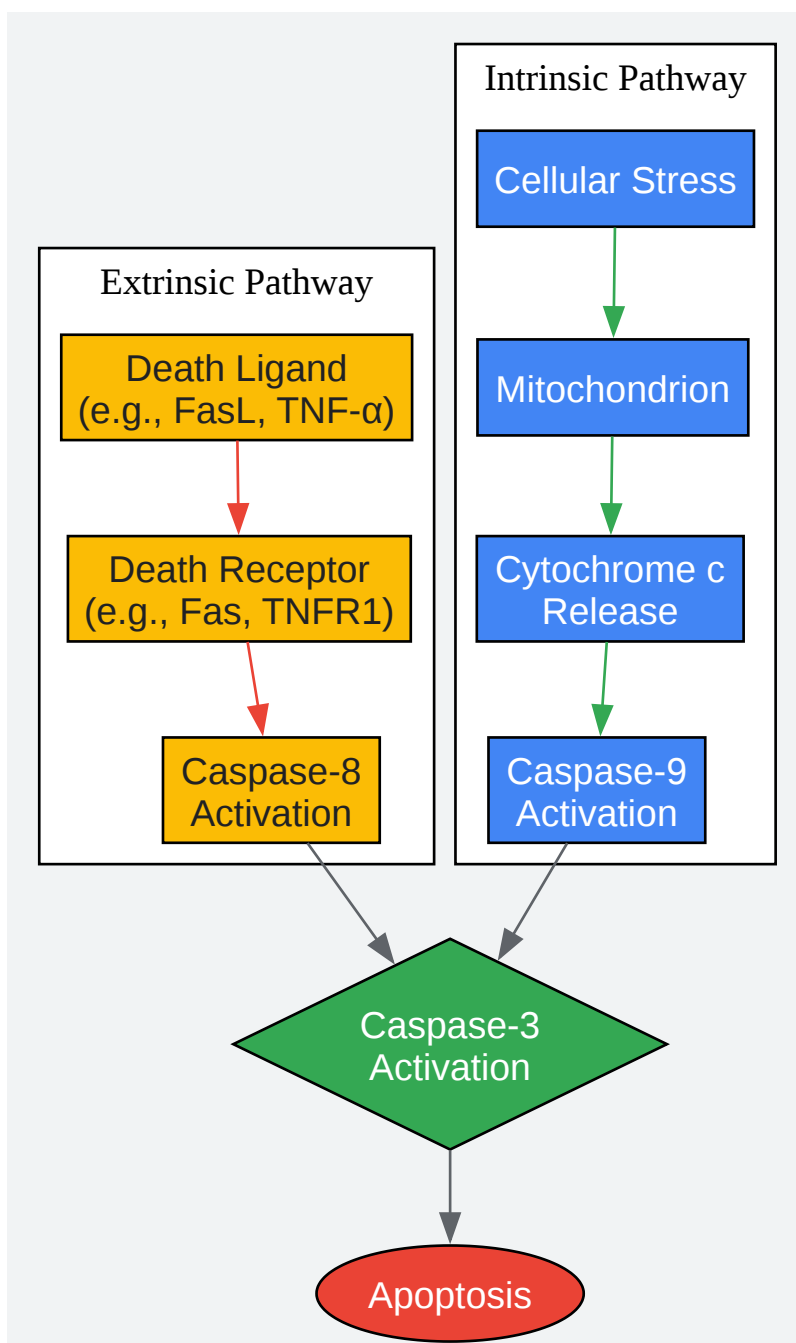 Extrinsic Pathway
Death Ligand
(e.g., FasL, TNF-α)
Death Receptor
(e.g., Fas, TNFR1)
Caspase-8
Activation
Intrinsic Pathway
Cellular Stress
Mitochondrion
Cytochrome c
Release
Caspase-9
Activation
Caspase-3
Activation
Apoptosis